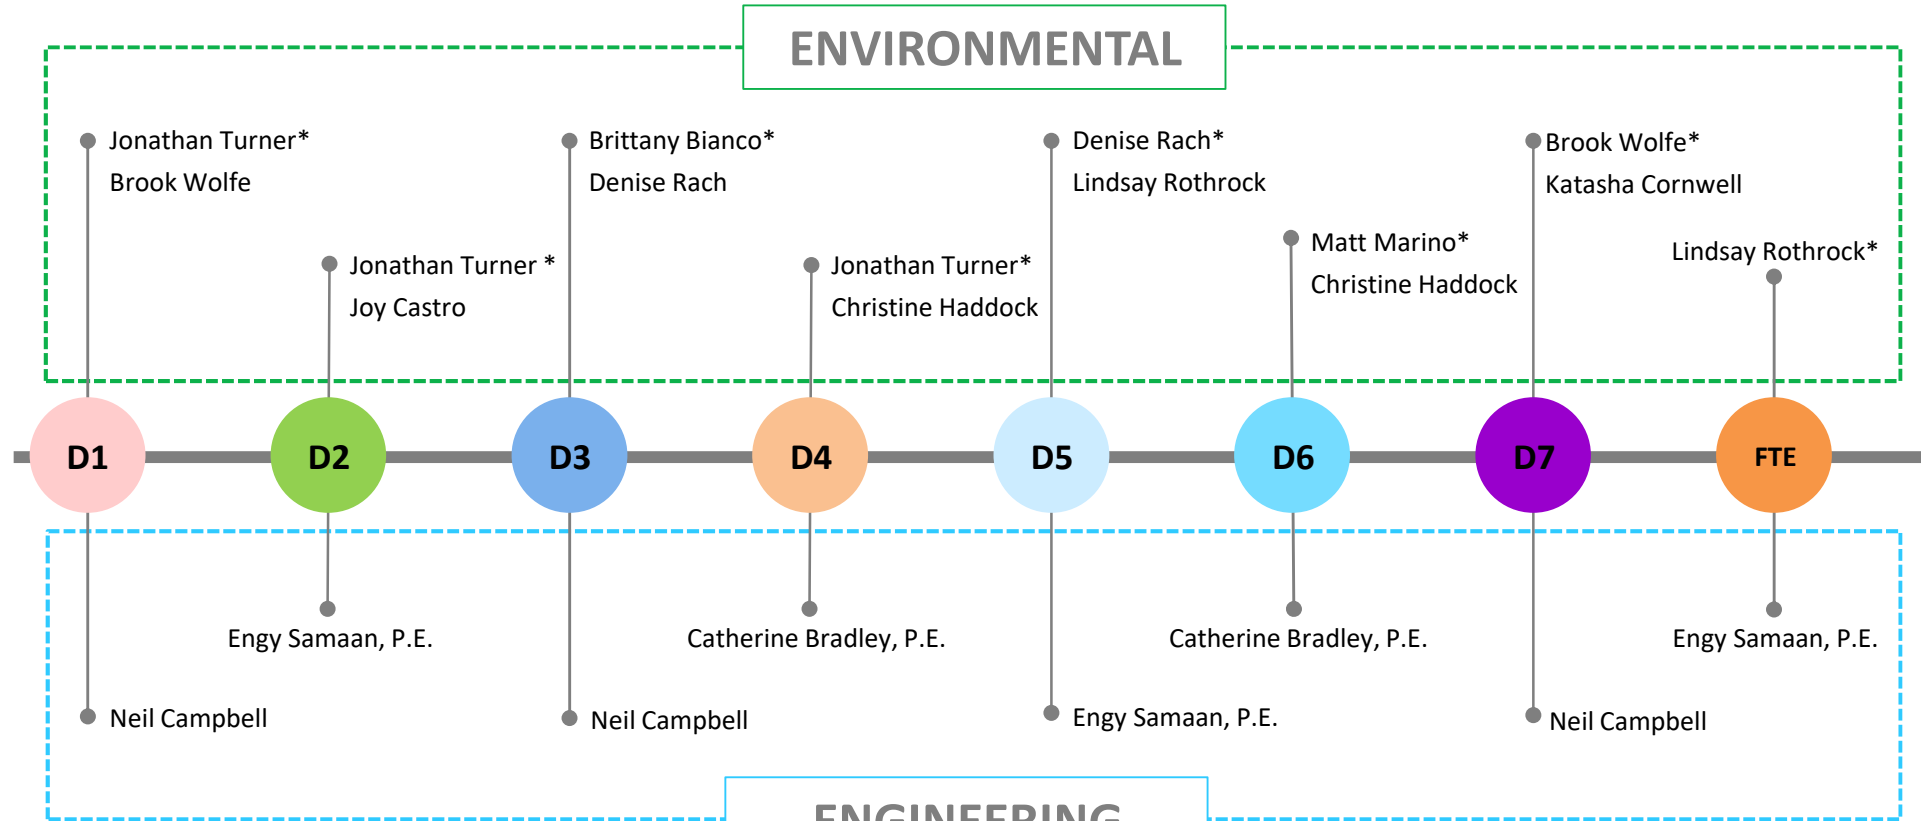 ENVIRONMENTAL
Jonathan Turner*
Brook Wolfe
Brittany Bianco*
Denise Rach
Denise Rach*
Lindsay Rothrock
Brook Wolfe*
Katasha Cornwell
Jonathan Turner *
Joy Castro
Jonathan Turner*
Christine Haddock
Matt Marino*
Christine Haddock
Lindsay Rothrock*
D1
D2
D3
D4
D5
D6
D7
FTE
Engy Samaan, P.E.
Catherine Bradley, P.E.
Catherine Bradley, P.E.
Engy Samaan, P.E.
Neil Campbell
Neil Campbell
Engy Samaan, P.E.
Neil Campbell
ENGINEERING